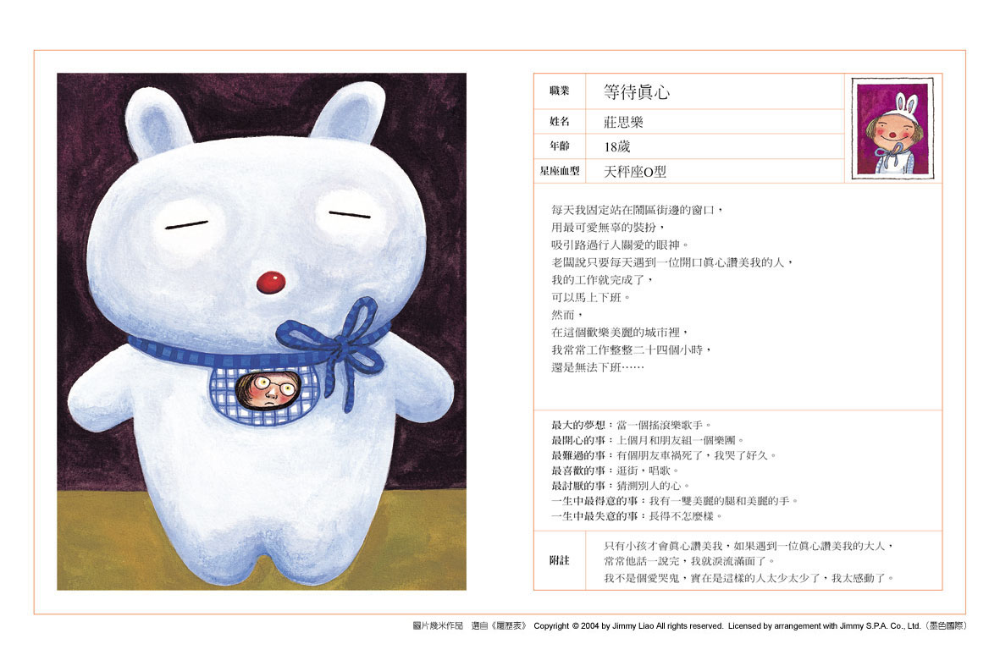 職業 等待眞心
姓名 莊思樂
年齡 18歲
星座血型 天秤座O型
每天我固定站在鬧區街邊的窗口，
用最可愛無辜的裝扮，
吸引路過行人關愛的眼神。
老闆說只要每天遇到一位開口眞心讚美我的人，
我的工作就完成了，
可以馬上下班。
然而，
在這個歡樂美麗的城市裡，
我常常工作整整二十四個小時，
還是無法下班……
最大的夢想：當一個搖滾樂歌手。
最開心的事：上個月和朋友組一個樂團。
最難過的事：有個朋友車禍死了，我哭了好久。
最喜歡的事：逛街，唱歌。
最討厭的事：猜測別人的心。
一生中最得意的事：我有一雙美麗的腿和美麗的手。
一生中最失意的事：長得不怎麼樣。
附註
只有小孩才會眞心讚美我，如果遇到一位眞心讚美我的大人，
常常他話一說完，我就淚流滿面了。
我不是個愛哭鬼，實在是這樣的人太少太少了，我太感動了。
圖片幾米作品　選自《履歷表》 Copyright © 2004 by Jimmy Liao All rights reserved. Licensed by arrangement with Jimmy S.P.A. Co., Ltd.（墨色國際）